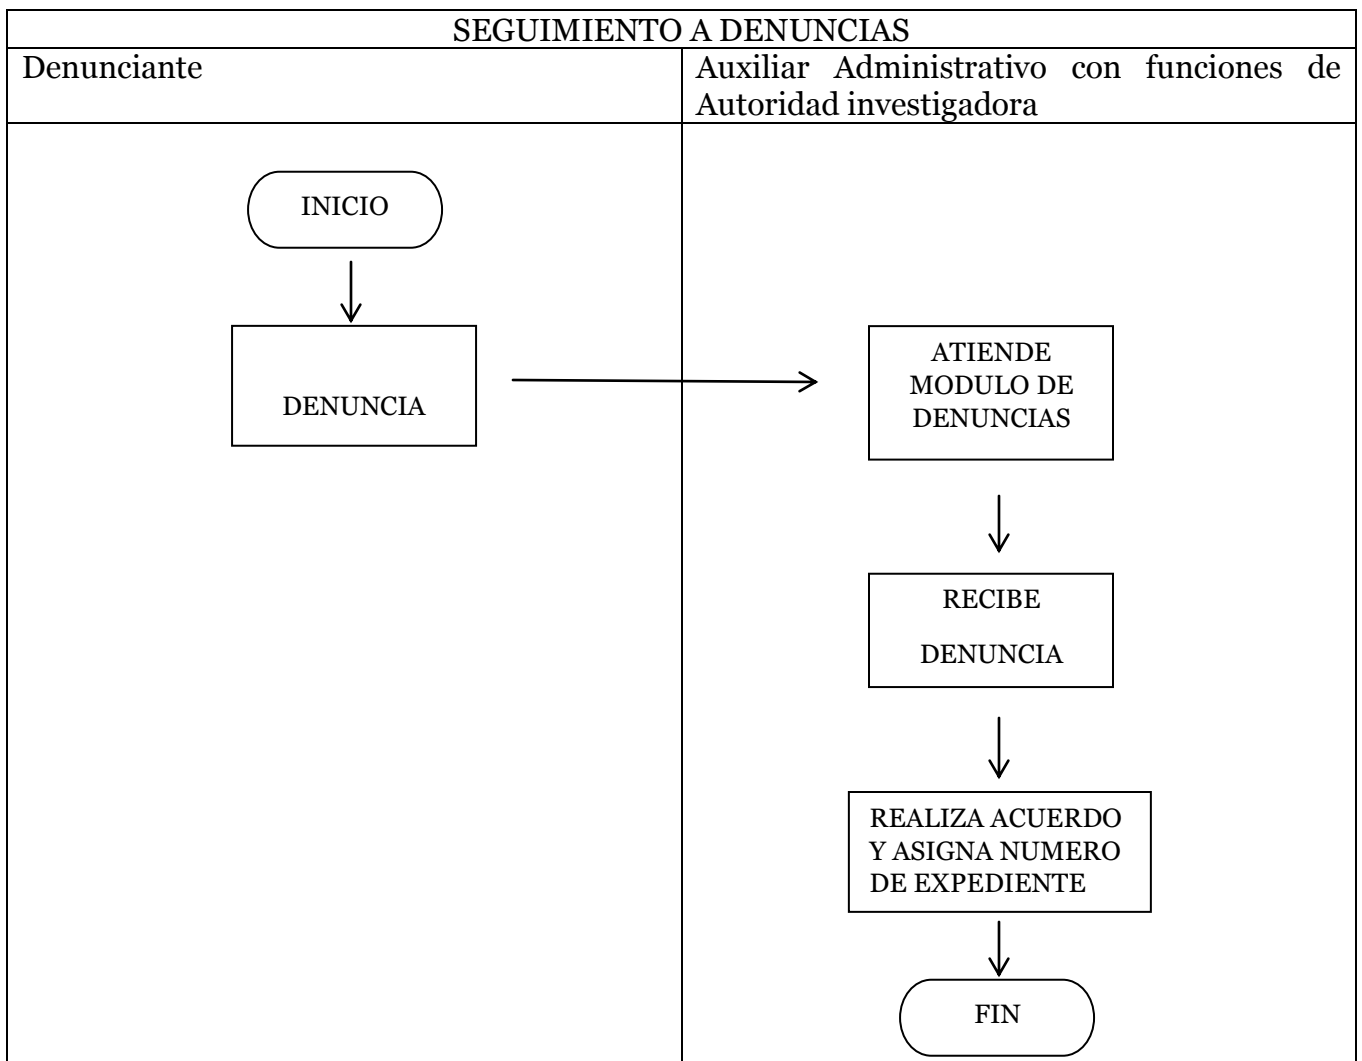 SEGUIMIENTO A DENUNCIAS
Denunciante
Auxiliar Administrativo con funciones de
Autoridad investigadora
INICIO
DENUNCIA
ATIENDE
MODULO DE
DENUNCIAS
RECIBE
DENUNCIA
REALIZA ACUERDO
Y ASIGNA NUMERO
DE EXPEDIENTE
FIN